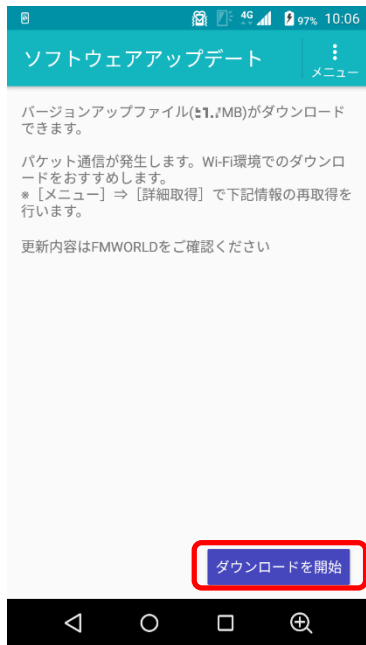 4G 97% 10:06
ソフトウェアアップデート
メニュー
バージョンアップファイル(MB)がダウンロード
できます。
パケット通信が発生します。Wi-Fi環境でのダウンロ
ードをおすすめします。
※［メニュー］⇒［詳細取得］で下記情報の再取得を
行います。
更新内容はFMWORLDをご確認ください
ダウンロードを開始